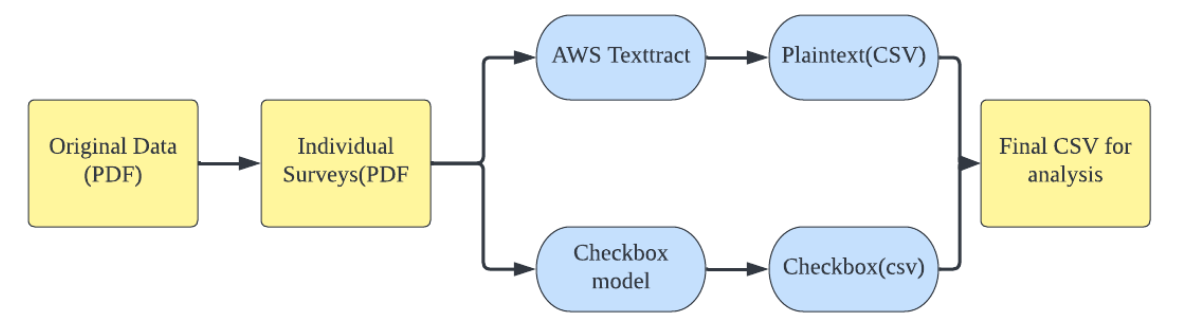 Original Data
(PDF)
Individual
Surveys(PDF
AWS Texttract
Plaintext(CSV)
Checkbox
model
Checkbox(csv)
Final CSV for
analysis